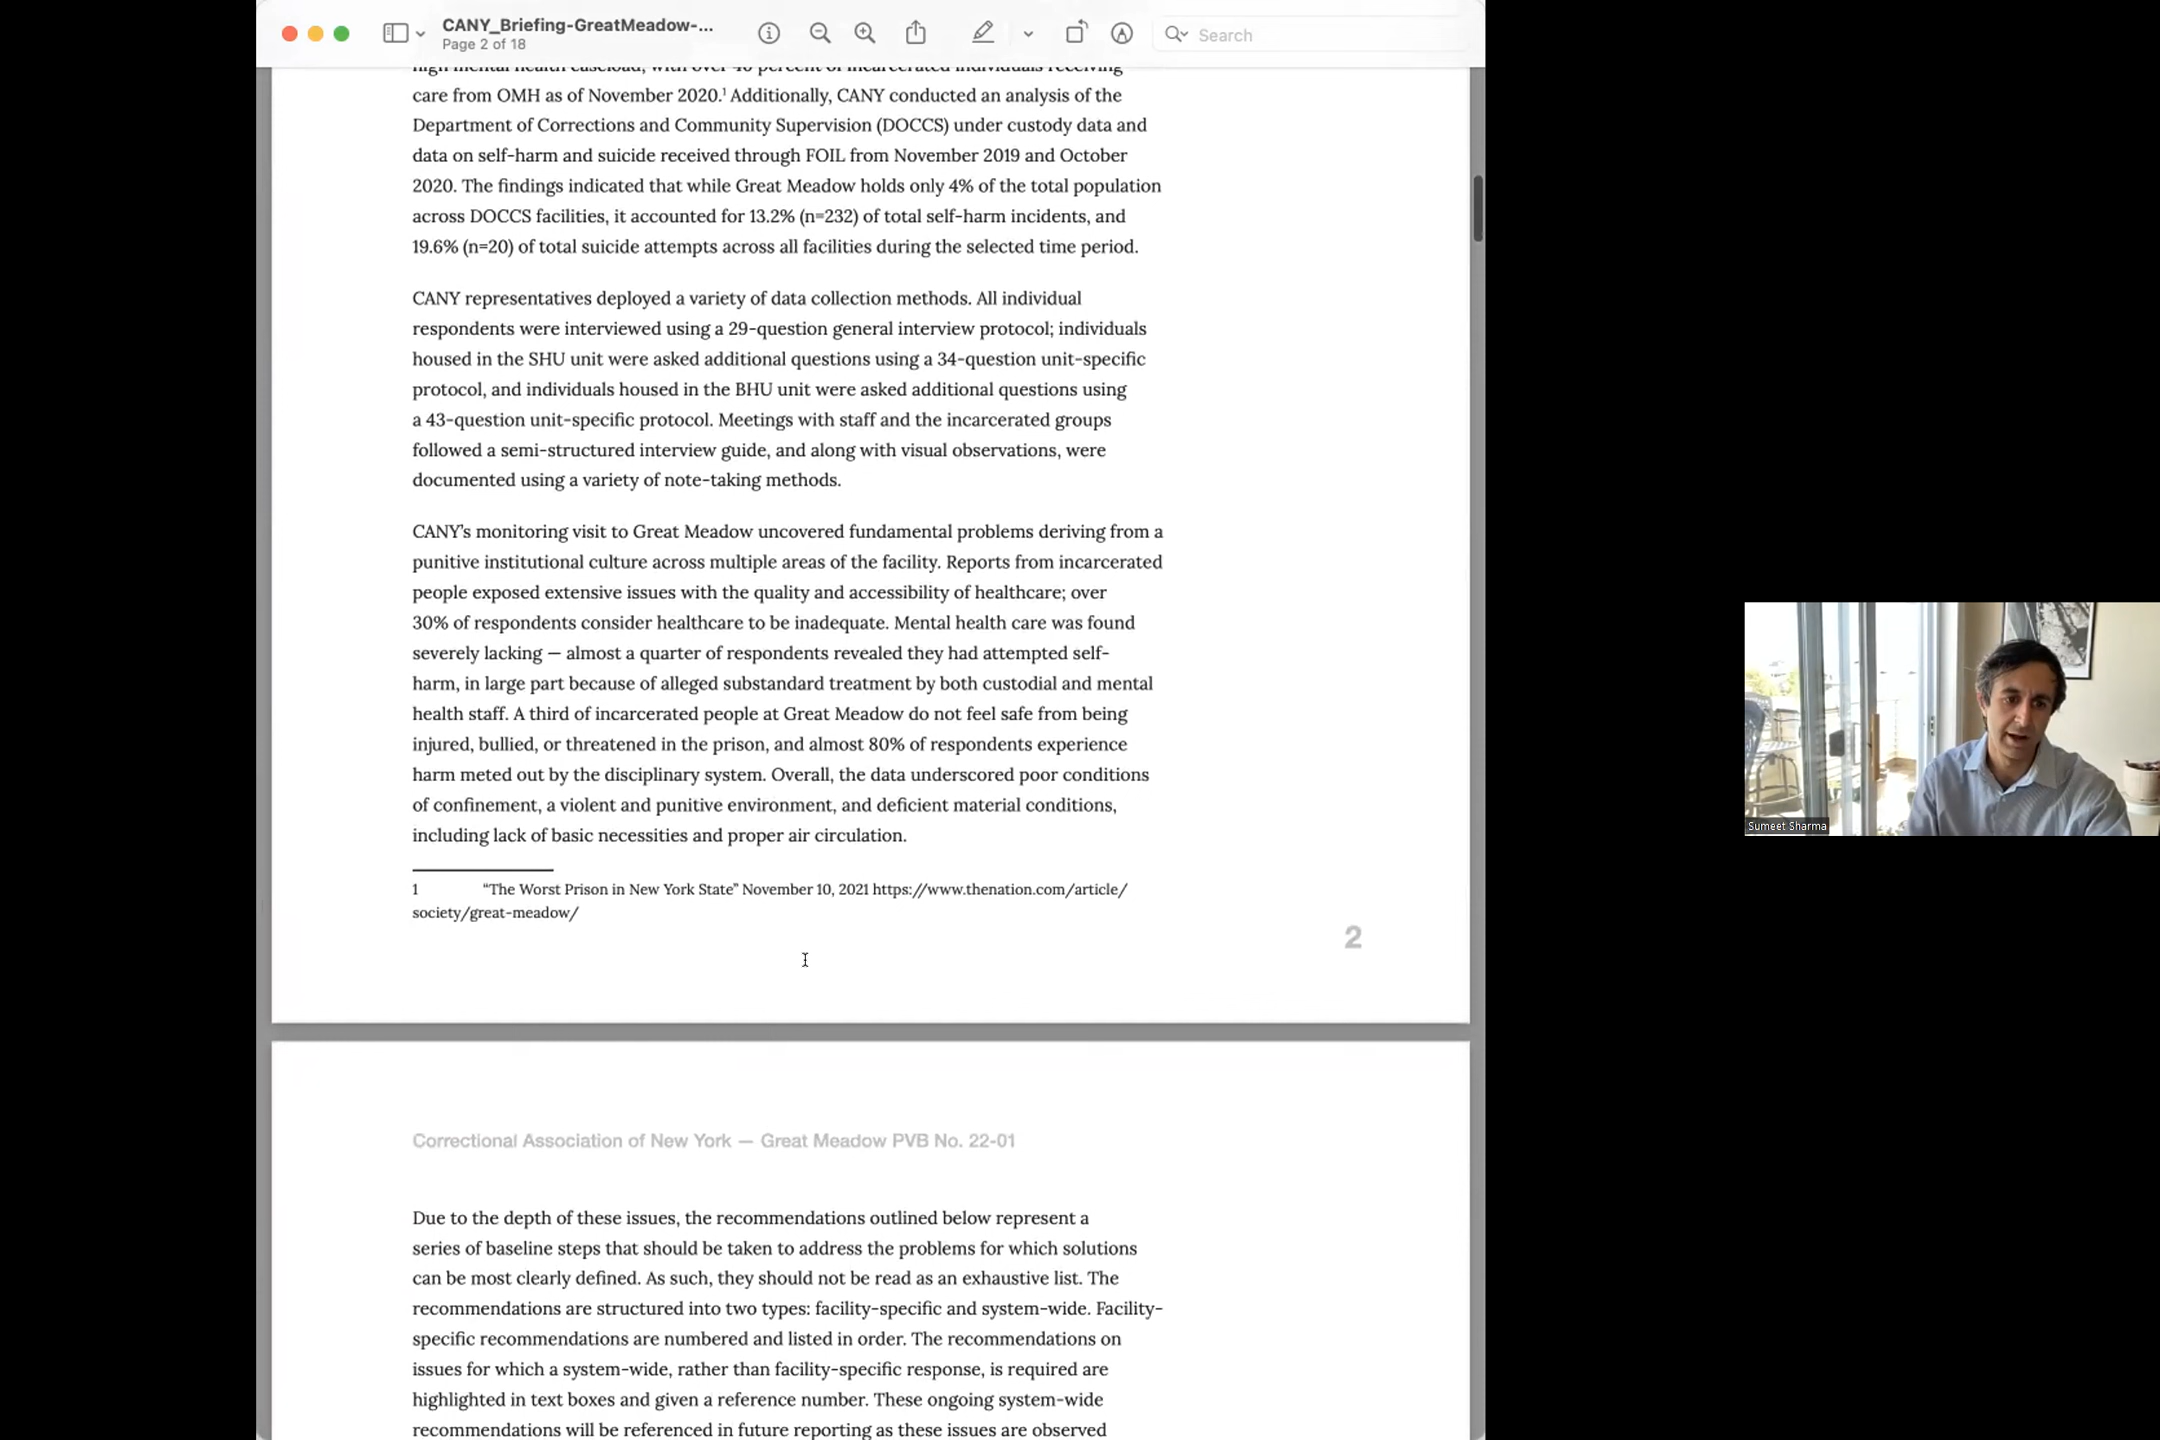 CANY_Briefing-GreatMeadow-...
Page 2 of 18
Search
high mental health caseload, with over 40 percent of incarcerated individuals receiving
care from OMH as of November 2020.¹ Additionally, CANY conducted an analysis of the
Department of Corrections and Community Supervision (DOCCS) under custody data and
data on self-harm and suicide received through FOIL from November 2019 and October
2020. The findings indicated that while Great Meadow holds only 4% of the total population
across DOCCS facilities, it accounted for 13.2% (n=232) of total self-harm incidents, and
19.6% (n=20) of total suicide attempts across all facilities during the selected time period.
CANY representatives deployed a variety of data collection methods. All individual
respondents were interviewed using a 29-question general interview protocol; individuals
housed in the SHU unit were asked additional questions using a 34-question unit-specific
protocol, and individuals housed in the BHU unit were asked additional questions using
a 43-question unit-specific protocol. Meetings with staff and the incarcerated groups
followed a semi-structured interview guide, and along with visual observations, were
documented using a variety of note-taking methods.
CANY's monitoring visit to Great Meadow uncovered fundamental problems deriving from a
punitive institutional culture across multiple areas of the facility. Reports from incarcerated
people exposed extensive issues with the quality and accessibility of healthcare; over
30% of respondents consider healthcare to be inadequate. Mental health care was found
severely lacking — almost a quarter of respondents revealed they had attempted self-
harm, in large part because of alleged substandard treatment by both custodial and mental
health staff. A third of incarcerated people at Great Meadow do not feel safe from being
injured, bullied, or threatened in the prison, and almost 80% of respondents experience
harm meted out by the disciplinary system. Overall, the data underscored poor conditions
of confinement, a violent and punitive environment, and deficient material conditions,
including lack of basic necessities and proper air circulation.
1 “The Worst Prison in New York State” November 10, 2021 https://www.thenation.com/article/
society/great-meadow/
2
Sumeet Sharma
Correctional Association of New York — Great Meadow PVB No. 22-01
Due to the depth of these issues, the recommendations outlined below represent a
series of baseline steps that should be taken to address the problems for which solutions
can be most clearly defined. As such, they should not be read as an exhaustive list. The
recommendations are structured into two types: facility-specific and system-wide. Facility-
specific recommendations are numbered and listed in order. The recommendations on
issues for which a system-wide, rather than facility-specific response, is required are
highlighted in text boxes and given a reference number. These ongoing system-wide
recommendations will be referenced in future reporting as these issues are observed